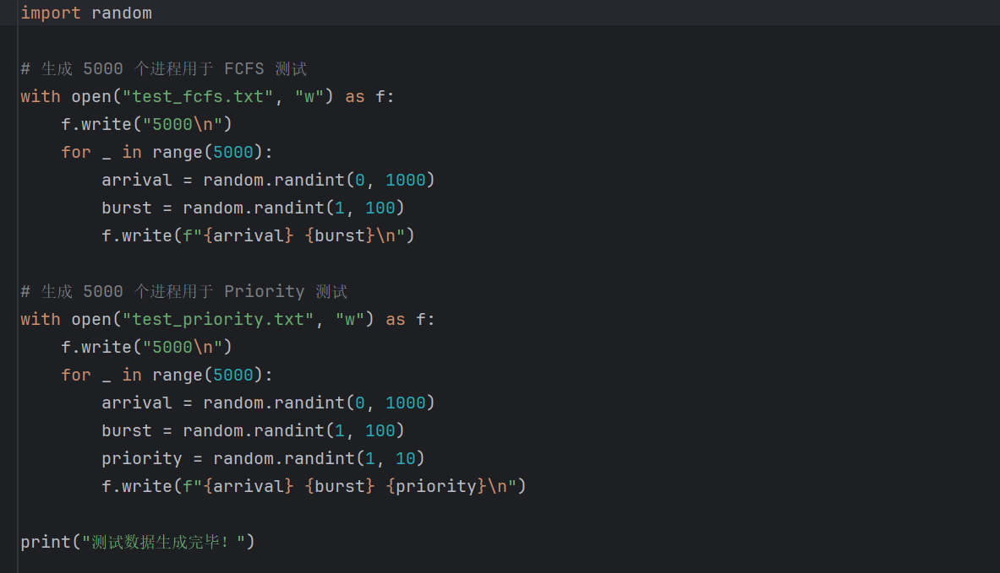 import random
# 生成 5000 个进程用于 FCFS 测试
with open("test_fcfs.txt", "w") as f:
    f.write("5000\n")
    for _ in range(5000):
        arrival = random.randint(0, 1000)
        burst = random.randint(1, 100)
        f.write(f"{arrival} {burst}\n")
# 生成 5000 个进程用于 Priority 测试
with open("test_priority.txt", "w") as f:
    f.write("5000\n")
    for _ in range(5000):
        arrival = random.randint(0, 1000)
        burst = random.randint(1, 100)
        priority = random.randint(1, 10)
        f.write(f"{arrival} {burst} {priority}\n")
print("测试数据生成完毕！")